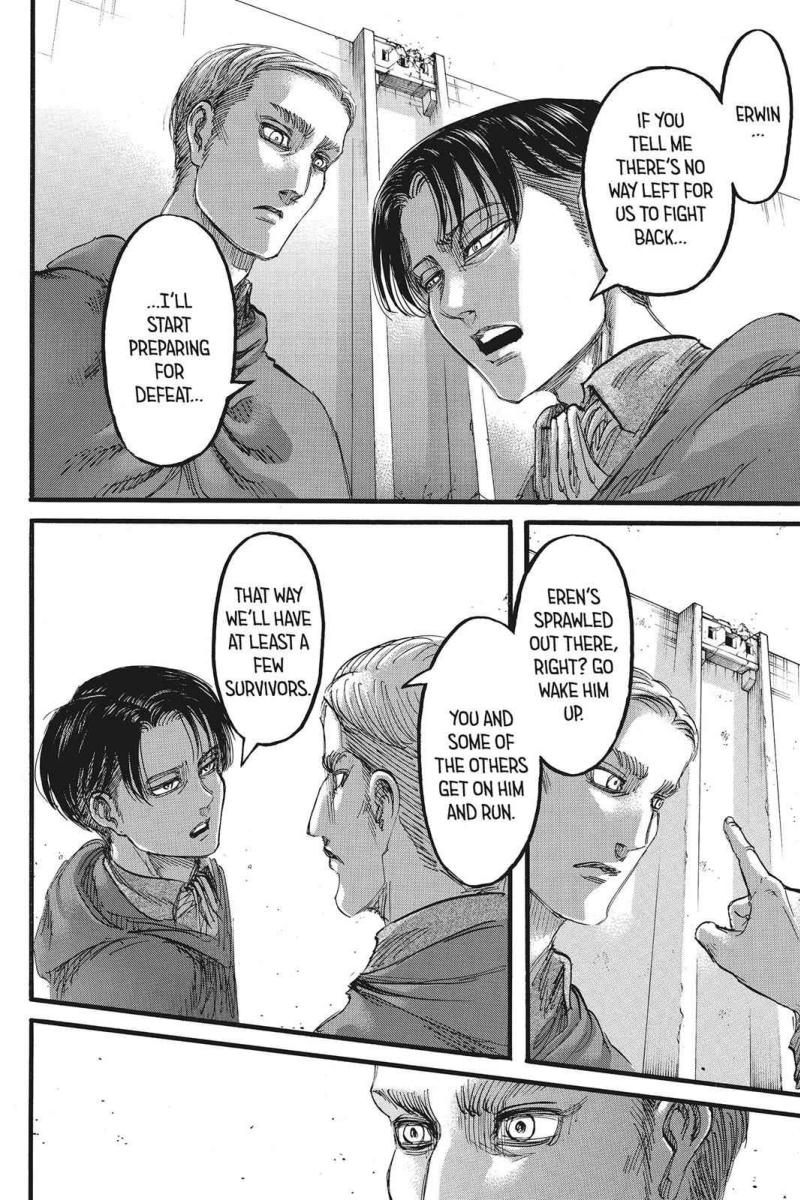 ERWIN
...
IF YOU
TELL ME
THERE'S NO
WAY LEFT FOR
US TO FIGHT
BACK...
...I'LL
START
PREPARING
FOR
DEFEAT...
EREN'S
SPRAWLED
OUT THERE,
RIGHT? GO
WAKE HIM
UP.
YOU AND
SOME OF
THE OTHERS
GET ON HIM
AND RUN.
THAT WAY
WE'LL HAVE
AT LEAST A
FEW
SURVIVORS.